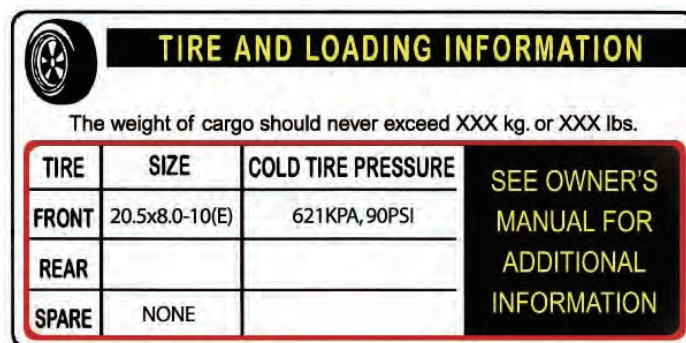 TIRE AND LOADING INFORMATION
The weight of cargo should never exceed XXX kg. or XXX lbs.
TIRE SIZE COLD TIRE PRESSURE
FRONT 20.5x8.0-10(E) 621KPA, 90PSI
REAR
SPARE NONE
SEE OWNER'S
MANUAL FOR
ADDITIONAL
INFORMATION